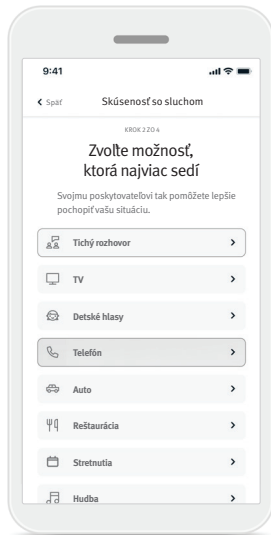 9:41
Späť
Skúsenosť so sluchom
KROK 2 ZO 4
Zvoľte možnosť,
ktorá najviac sedí
Svojmu poskytovateľovi tak pomôžete lepšie
pochopiť vašu situáciu.
Tichý rozhovor
TV
Detské hlasy
Telefón
Auto
Reštaurácia
Stretnutia
Hudba